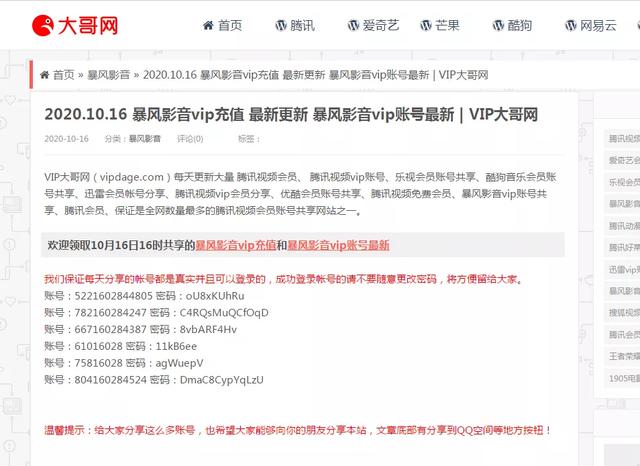 大哥网
首页 腾讯 爱奇艺 芒果 酷狗 网易云
首页 » 暴风影音 » 2020.10.16 暴风影音vip充值 最新更新 暴风影音vip账号最新 | VIP大哥网
2020.10.16 暴风影音vip充值 最新更新 暴风影音vip账号最新 | VIP大哥网
2020-10-16 分类：暴风影音 评论(0) 标签：
VIP大哥网（vipdage.com）每天更新大量 腾讯视频会员、 腾讯视频vip账号、乐视会员账号共享、酷狗音乐会员账
号共享、迅雷会员帐号分享、腾讯视频vip会员分享、优酷会员账号共享、腾讯视频免费会员、暴风影音vip账号共
享、腾讯会员、保证是全网数量最多的腾讯视频会员账号共享网站之一。
欢迎领取10月16日16时共享的暴风影音vip充值和暴风影音vip账号最新
我们保证每天分享的帐号都是真实并且可以登录的，成功登录帐号的请不要随意更改密码，将方便留给大家。
账号：5221602844805 密码：oU8xKUhRu
账号：782160284247 密码：C4RQsMuQCfOqD
账号：667160284387 密码：8vbARF4Hv
账号：61016028 密码：11kB6ee
账号：75816028 密码：agWuepV
账号：804160284524 密码：DmaC8CypYqLzU
温馨提示：给大家分享这么多账号，也希望大家能够向你的朋友分享本站，文章底部有分享到QQ空间等地方按钮！
腾讯视频
爱奇艺会
乐视会员
暴风影音
腾讯动漫
腾讯好莱
迅雷vip账
暴风影音
搜狐视频
腾讯会员
王者荣耀
1905电影